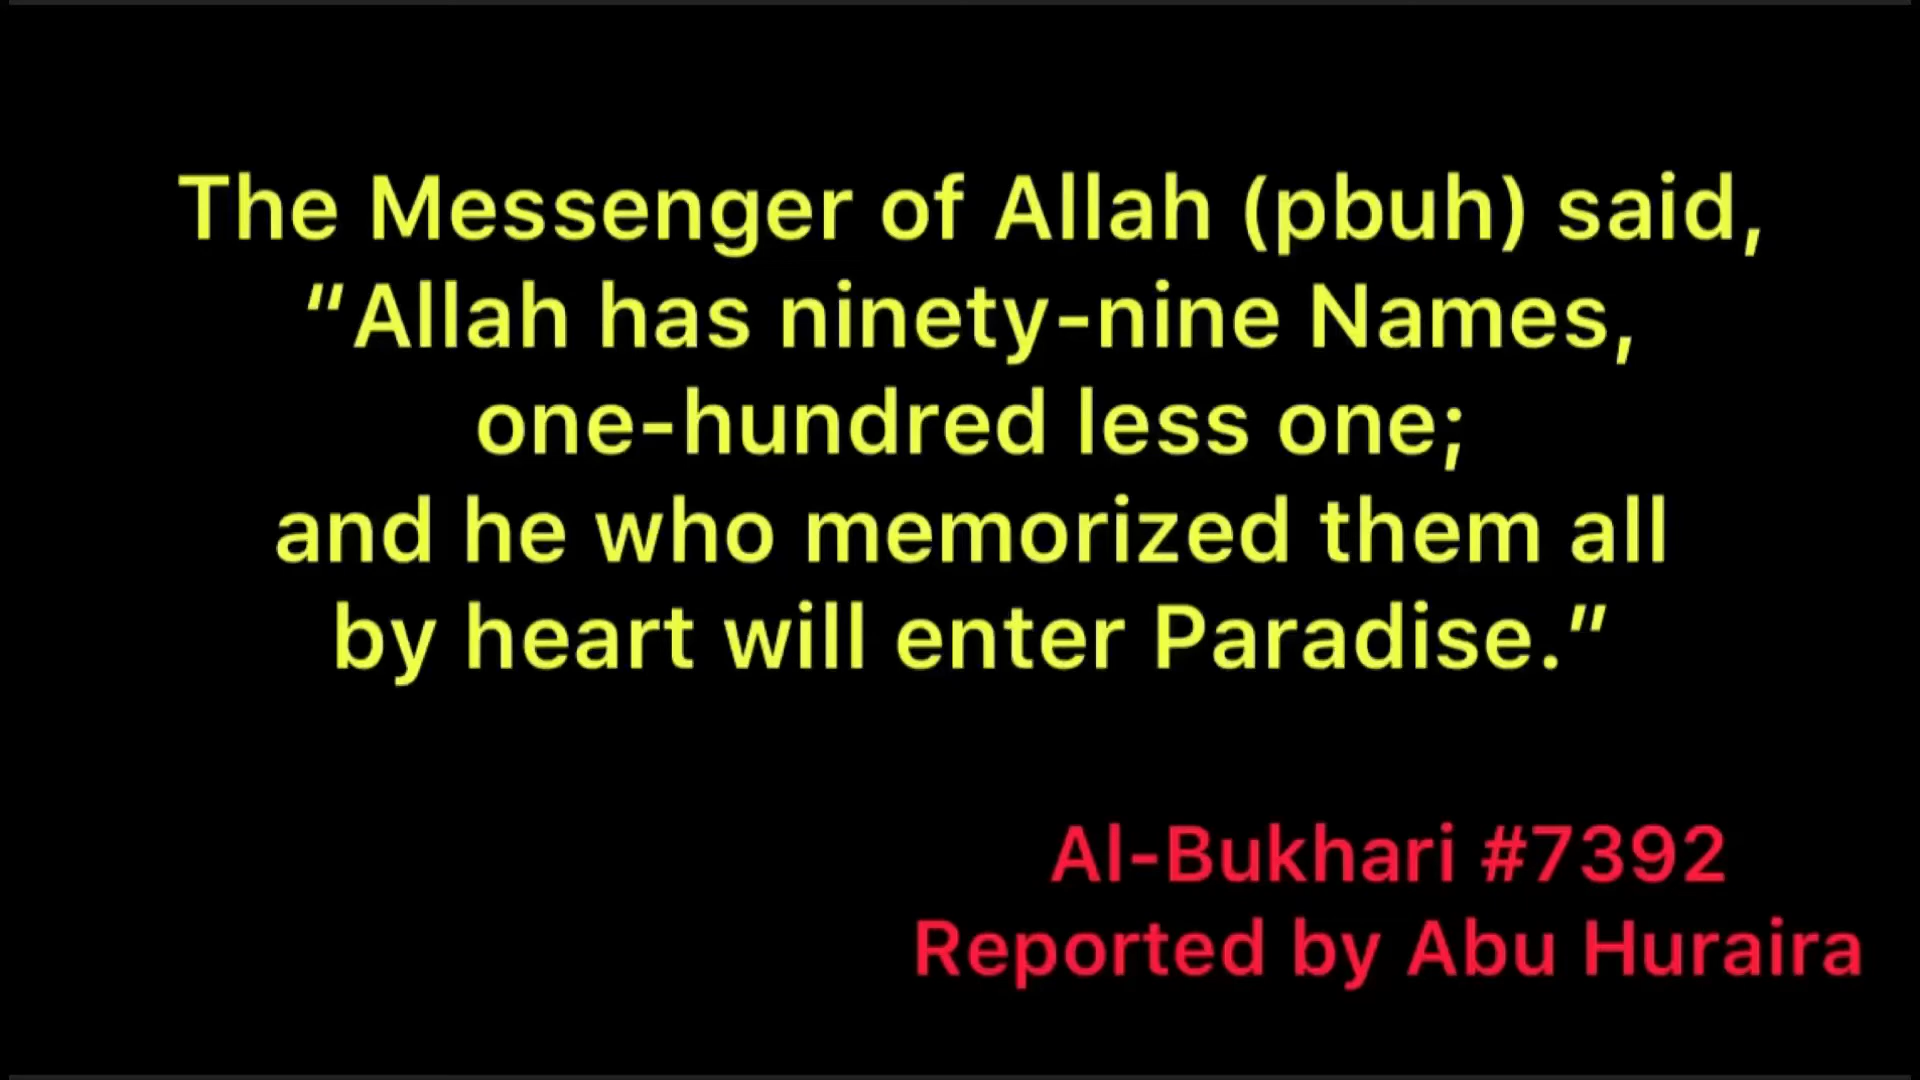 The Messenger of Allah (pbuh) said,
“Allah has ninety-nine Names,
one-hundred less one;
and he who memorized them all
by heart will enter Paradise.”
Al-Bukhari #7392
Reported by Abu Huraira